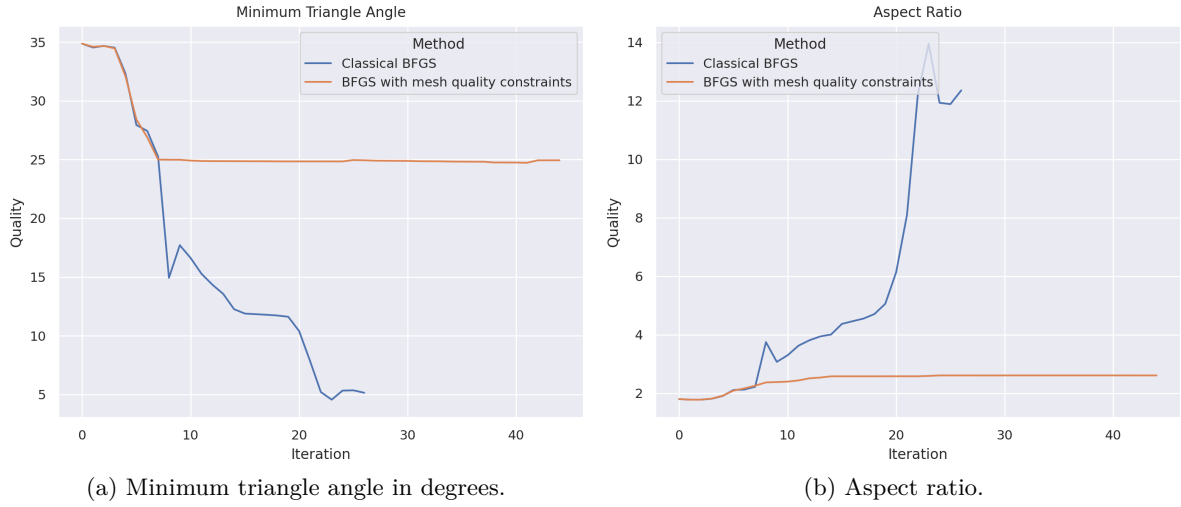 Minimum Triangle Angle
Quality
35
30
25
20
15
10
5
Method
Classical BFGS
BFGS with mesh quality constraints
0
10
20
30
40
Iteration
(a) Minimum triangle angle in degrees.
Aspect Ratio
Quality
14
12
10
8
6
4
2
Method
Classical BFGS
BFGS with mesh quality constraints
0
10
20
30
40
Iteration
(b) Aspect ratio.